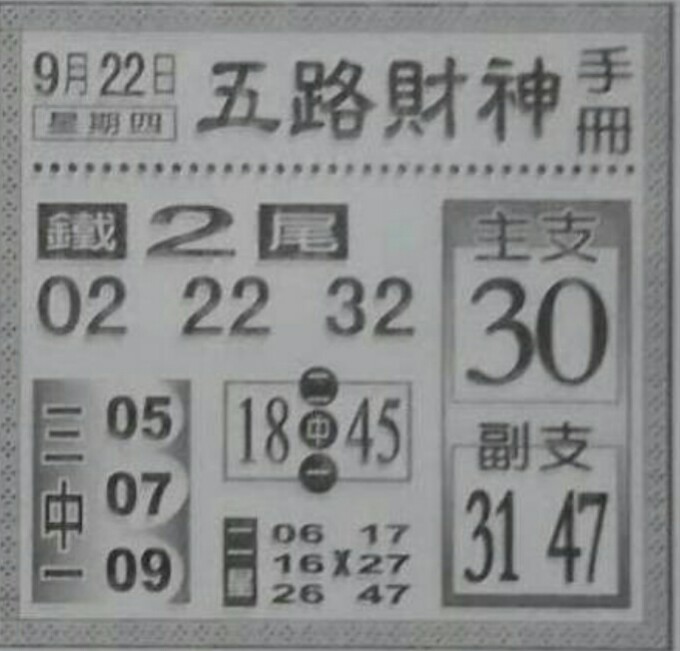 9月22日
星期四
五路財神
手冊
鐵2尾
02 22 32
主支
30
三中一
05
07
09
18 二中一 45
副支
31 47
06 17
16 X 27
26 47